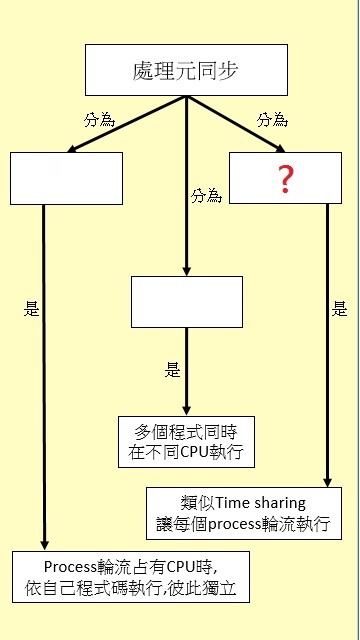 處理元同步
分為
分為
?
分為
是
是
是
多個程式同時
在不同CPU執行
類似Time sharing
讓每個process輪流執行
Process輪流占有CPU時,
依自己程式碼執行,彼此獨立